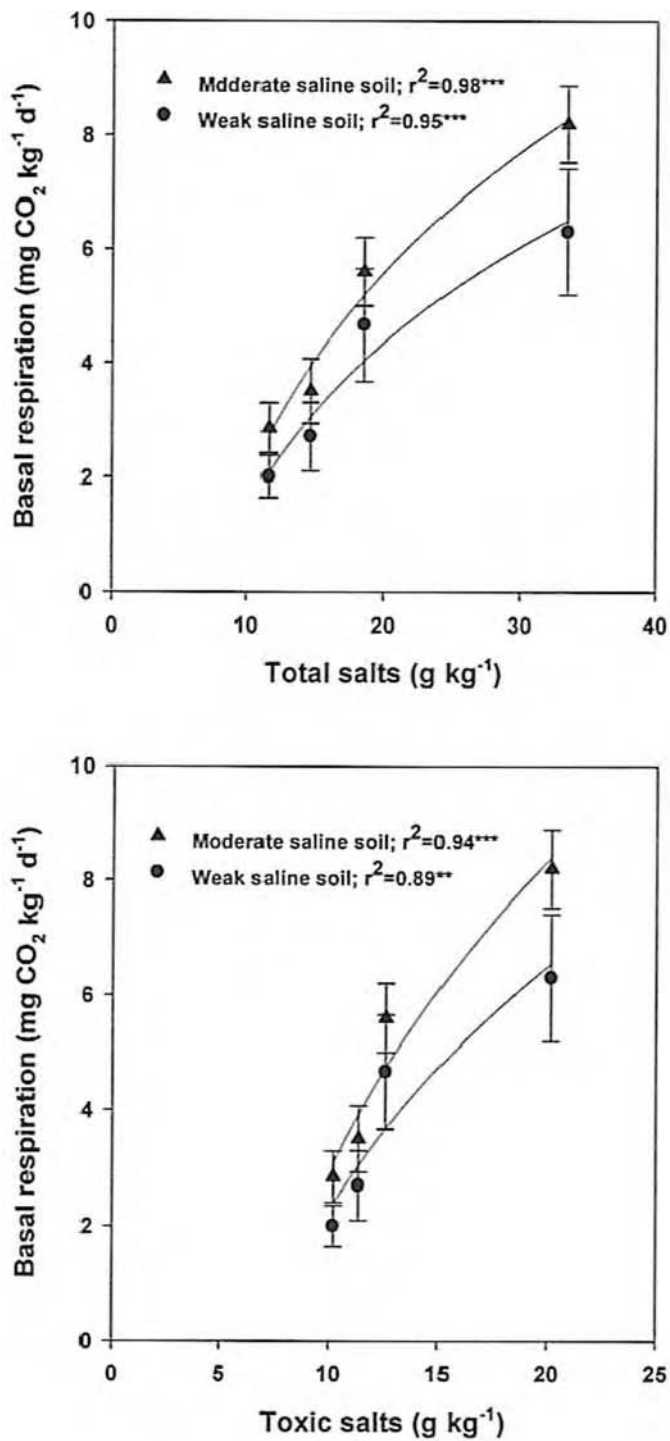 10
8
6
4
2
0
Basal respiration (mg CO₂ kg⁻¹ d⁻¹)
Mdderate saline soil; r²=0.98***
Weak saline soil; r²=0.95***
0 10 20 30 40
Total salts (g kg⁻¹)
10
8
6
4
2
0
Basal respiration (mg CO₂ kg⁻¹ d⁻¹)
Moderate saline soil; r²=0.94***
Weak saline soil; r²=0.89**
0 5 10 15 20 25
Toxic salts (g kg⁻¹)